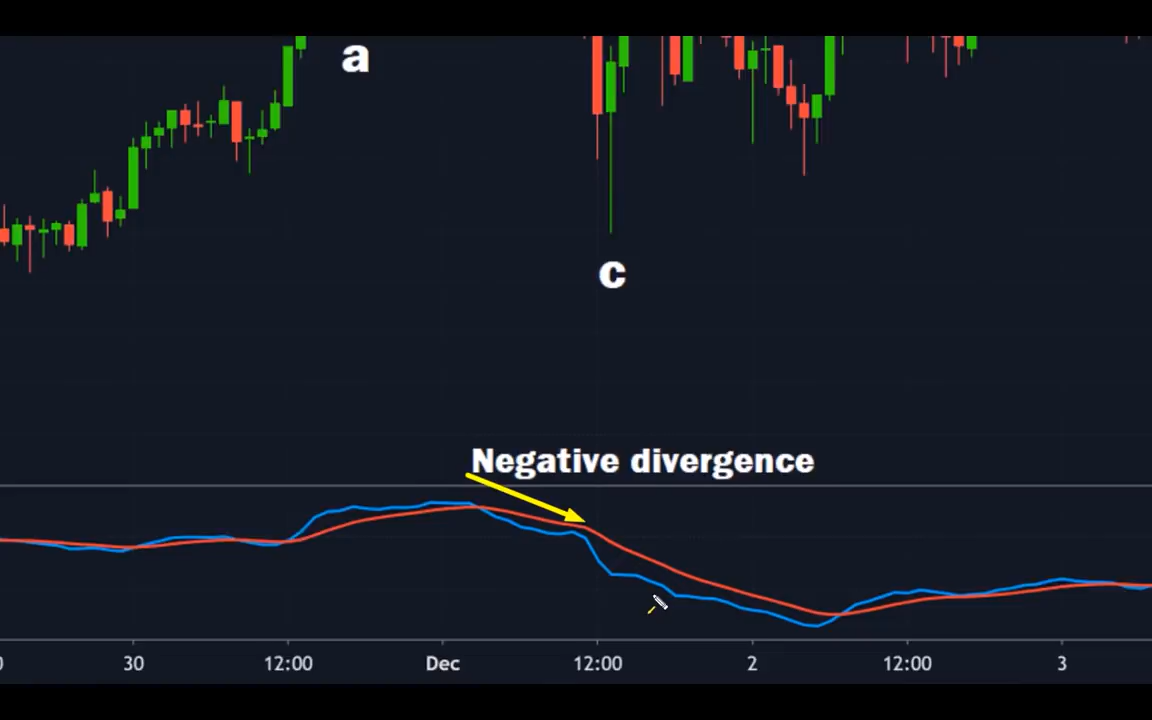 a
c
Negative divergence
30 12:00 Dec 12:00 2 12:00 3